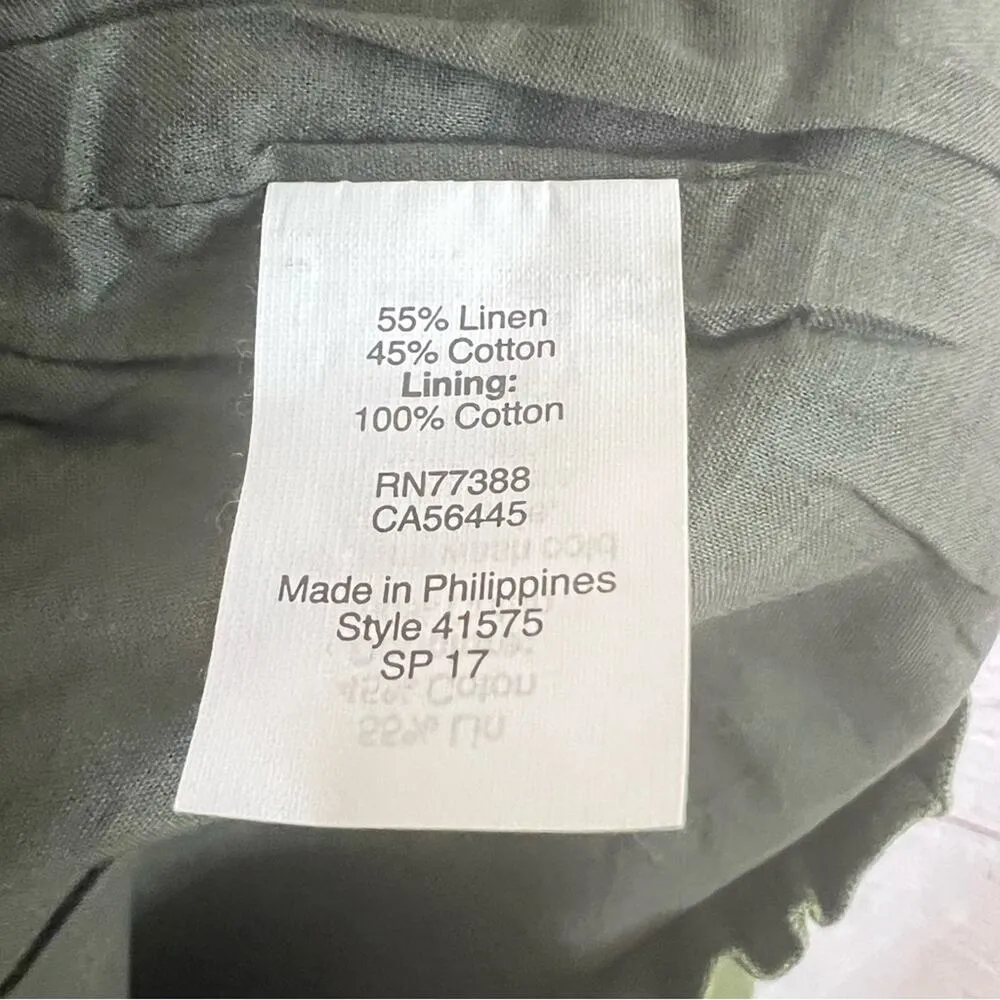 55% Linen
45% Cotton
Lining:
100% Cotton
RN77388
CA56445
Made in Philippines
Style 41575
SP 17